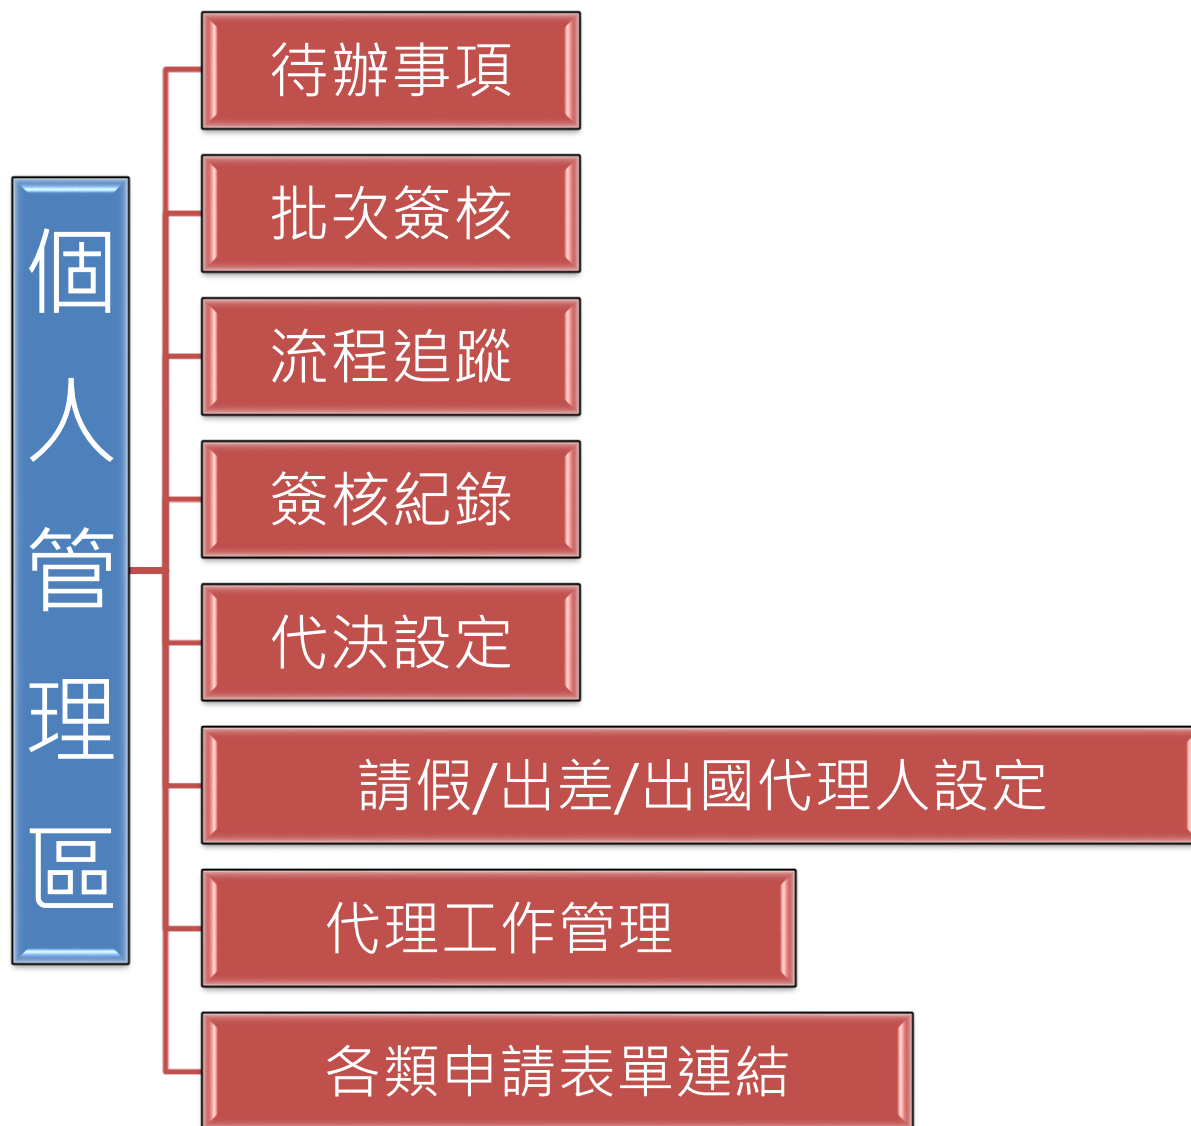 個人管理區
待辦事項
批次簽核
流程追蹤
簽核紀錄
代決設定
請假/出差/出國代理人設定
代理工作管理
各類申請表單連結